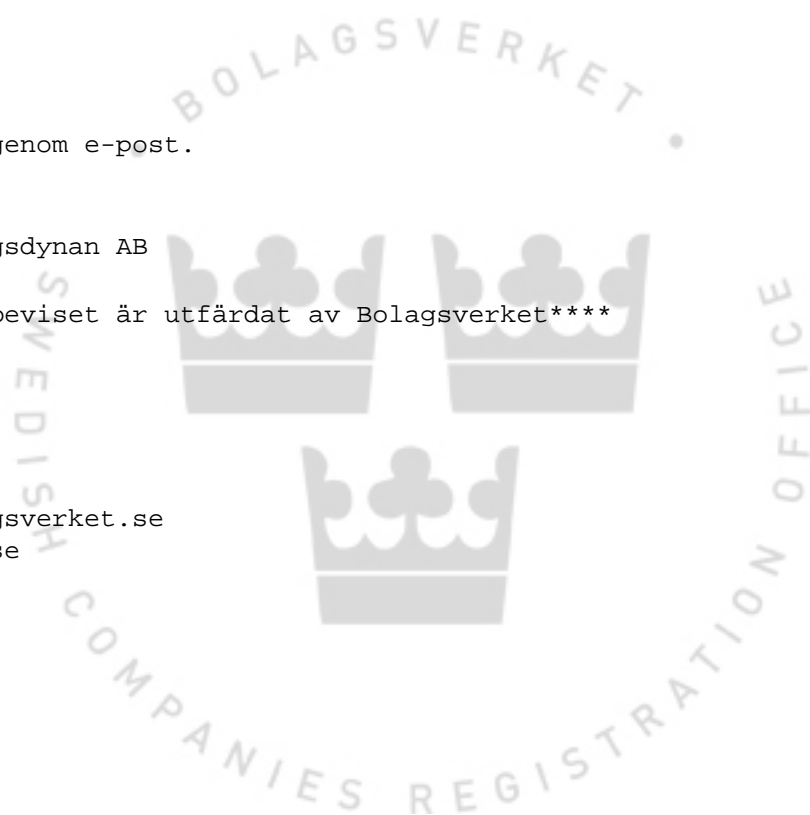 BOLAGSVERKET
genom e-post.
gsdynan AB
beviset är utfärdat av Bolagsverket****
gsverket.se
se
SWEDISH COMPANIES REGISTRATION OFFICE